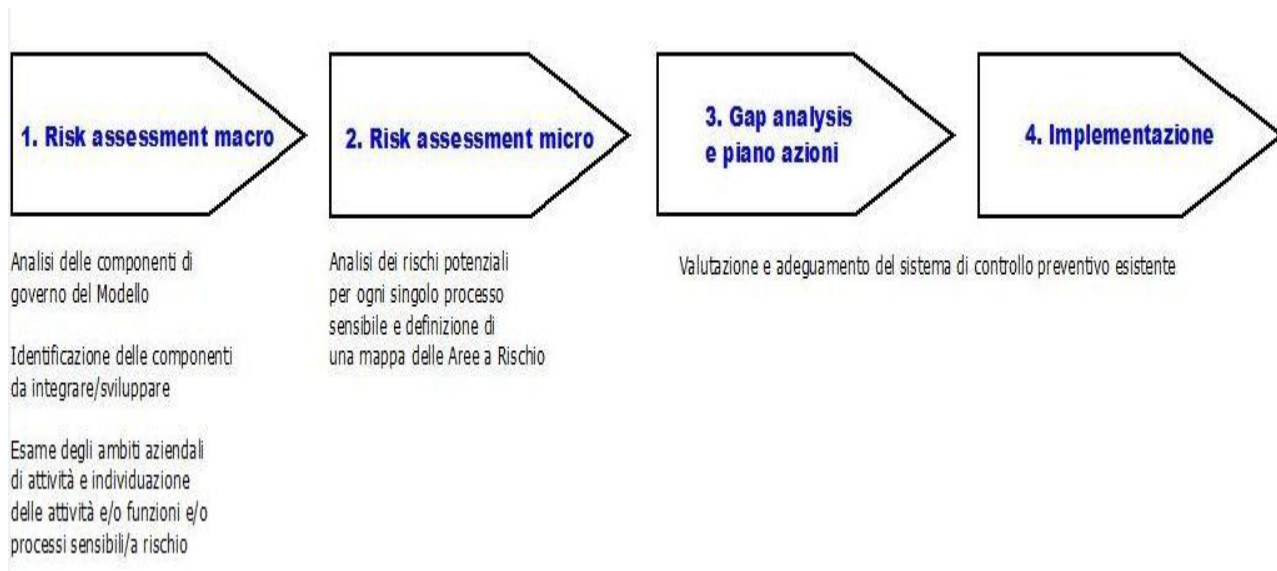 1. Risk assessment macro
2. Risk assessment micro
3. Gap analysis
e piano azioni
4. Implementazione
Analisi delle componenti di
governo del Modello
Identificazione delle componenti
da integrare/sviluppare
Esame degli ambiti aziendali
di attività e individuazione
delle attività e/o funzioni e/o
processi sensibili/a rischio
Analisi dei rischi potenziali
per ogni singolo processo
sensibile e definizione di
una mappa delle Aree a Rischio
Valutazione e adeguamento del sistema di controllo preventivo esistente